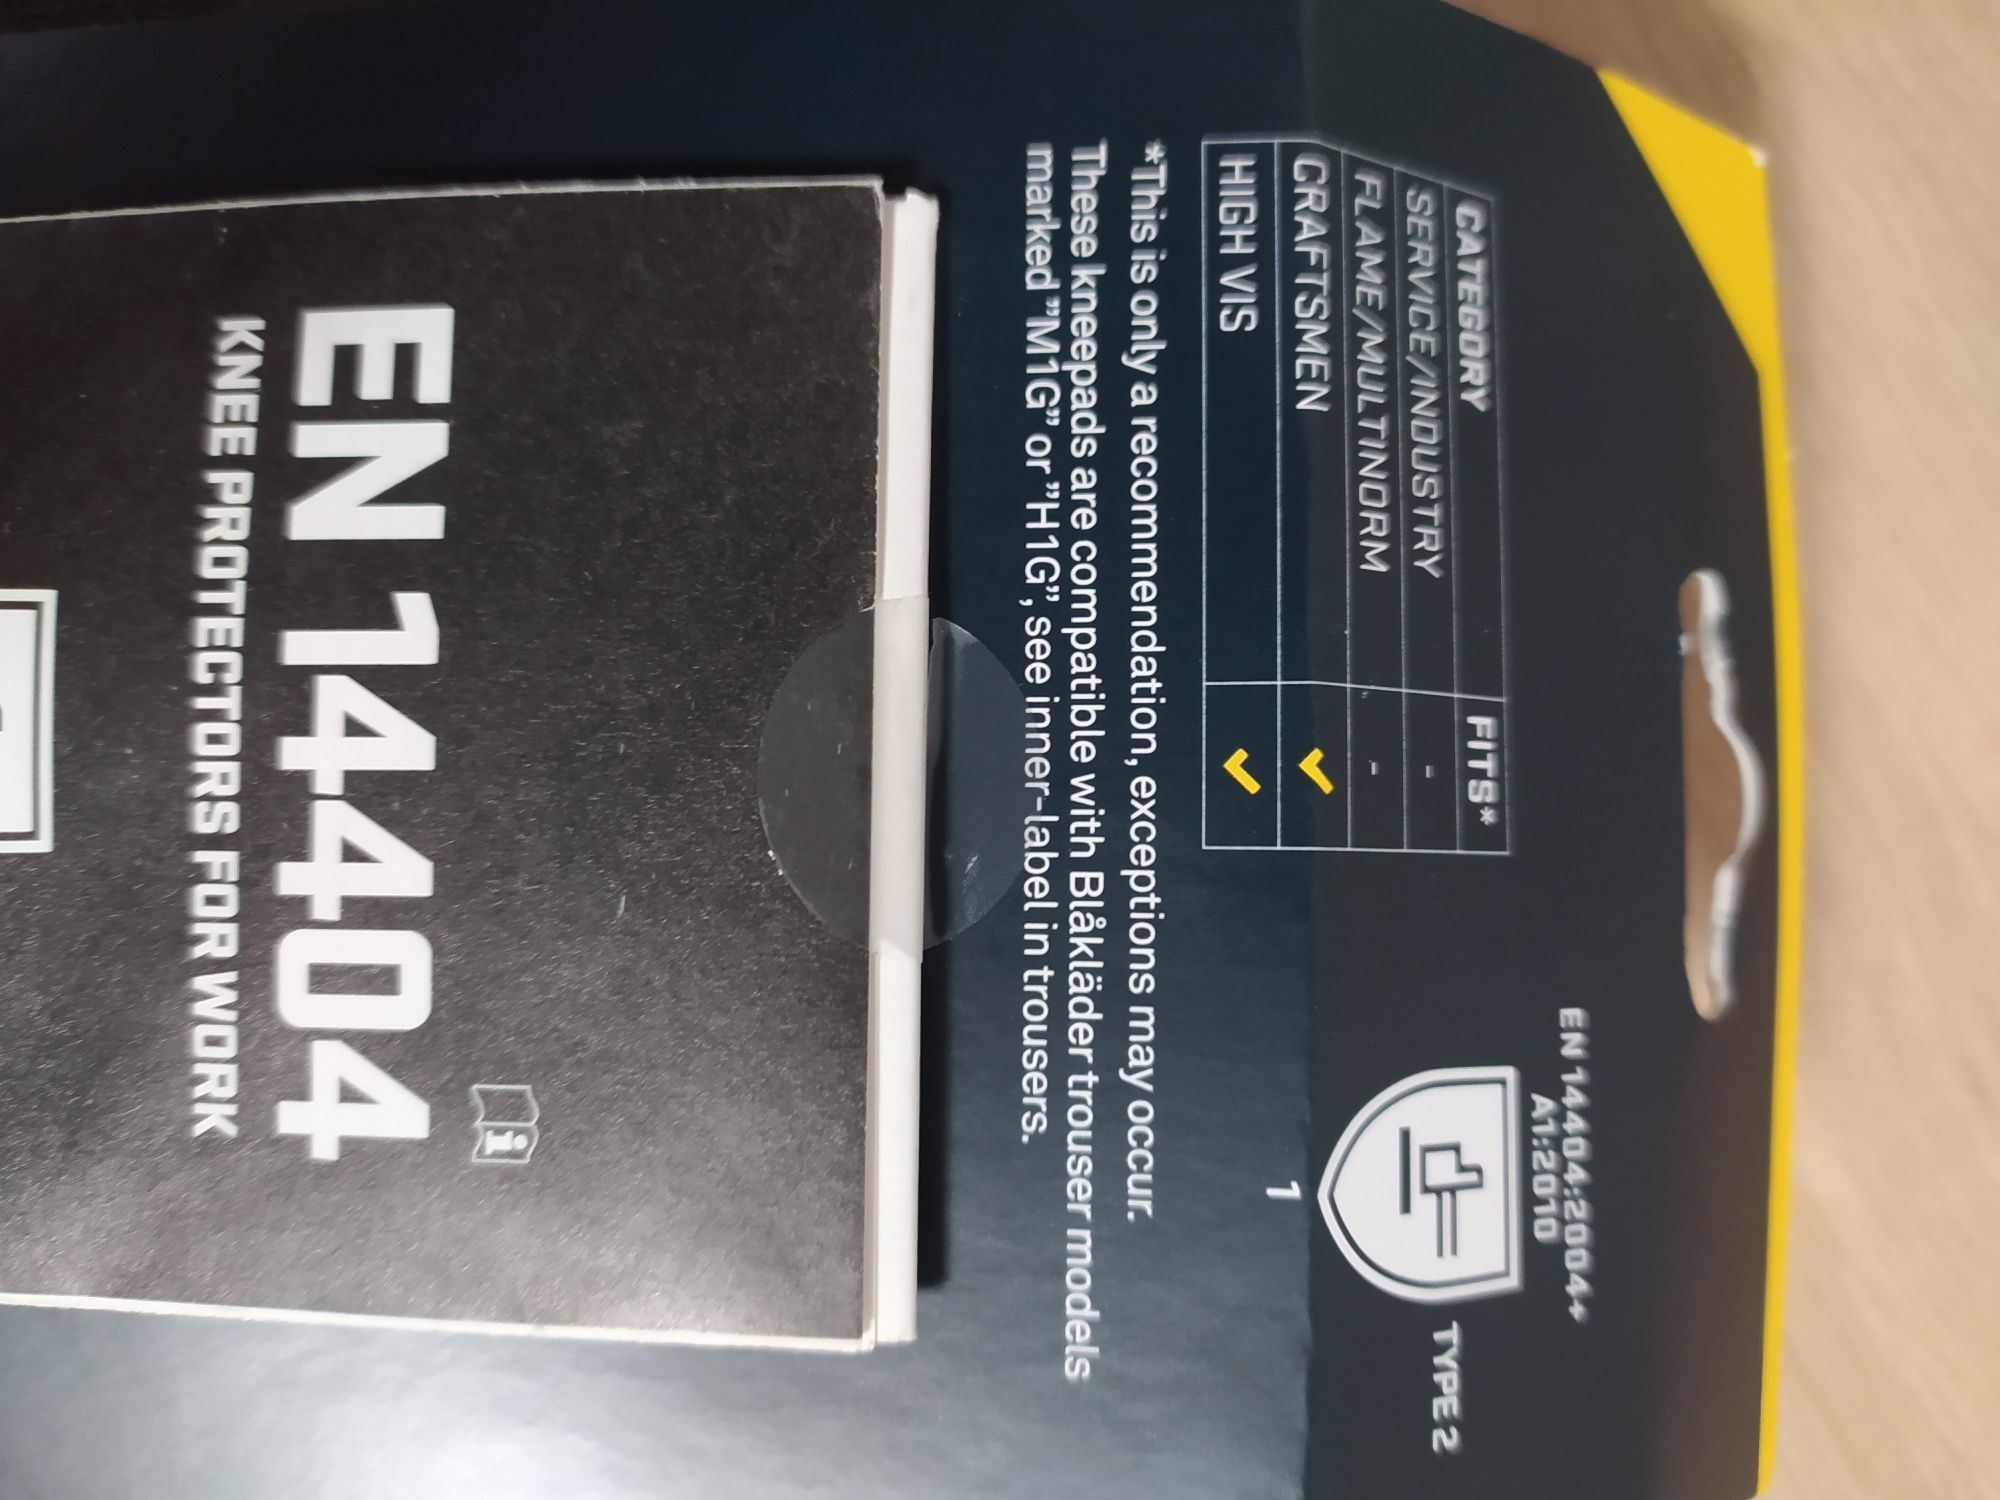 EN 14404:2004+
A1:2010
TYPE 2
1
CATEGORY FITS*
SERVICE/INDUSTRY -
FLAME/MULTINORM -
CRAFTSMEN ✓
HIGH VIS ✓
*This is only a recommendation, exceptions may occur.
These kneepads are compatible with Blåkläder trouser models
marked ”M1G” or ”H1G”, see inner-label in trousers.
i
EN 14404
KNEE PROTECTORS FOR WORK